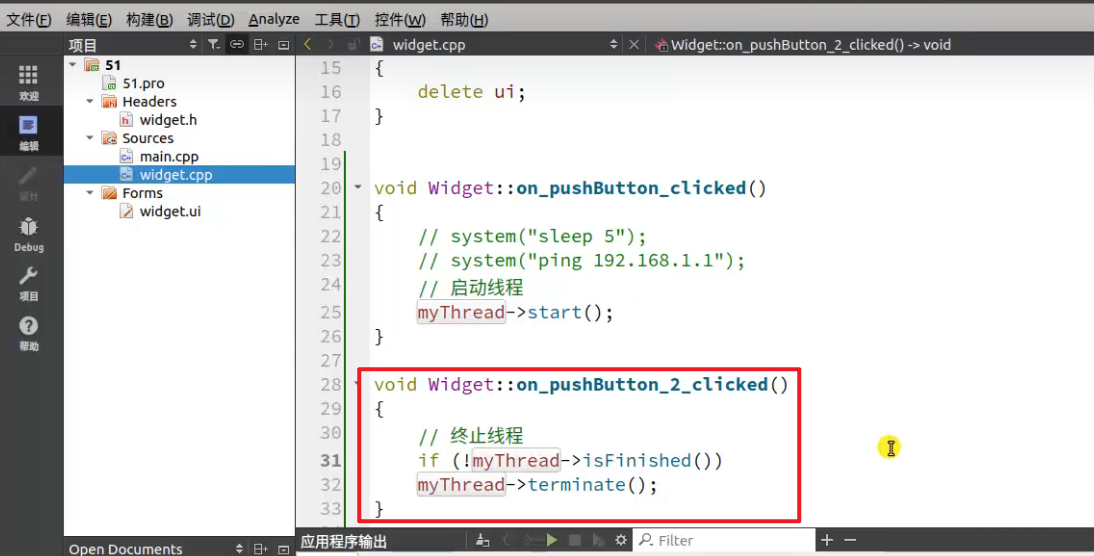 文件(F) 编辑(E) 构建(B) 调试(D) Analyze 工具(T) 控件(W) 帮助(H)
项目 widget.cpp Widget::on_pushButton_2_clicked() -> void
欢迎
编辑
设计
Debug
项目
帮助
51
51.pro
Headers
widget.h
Sources
main.cpp
widget.cpp
Forms
widget.ui
Open Documents
15 {
16 delete ui;
17 }
18
19
20 void Widget::on_pushButton_clicked()
21 {
22 // system("sleep 5");
23 // system("ping 192.168.1.1");
24 // 启动线程
25 myThread->start();
26 }
27
28 void Widget::on_pushButton_2_clicked()
29 {
30 // 终止线程
31 if (!myThread->isFinished())
32 myThread->terminate();
33 }
应用程序输出 Filter